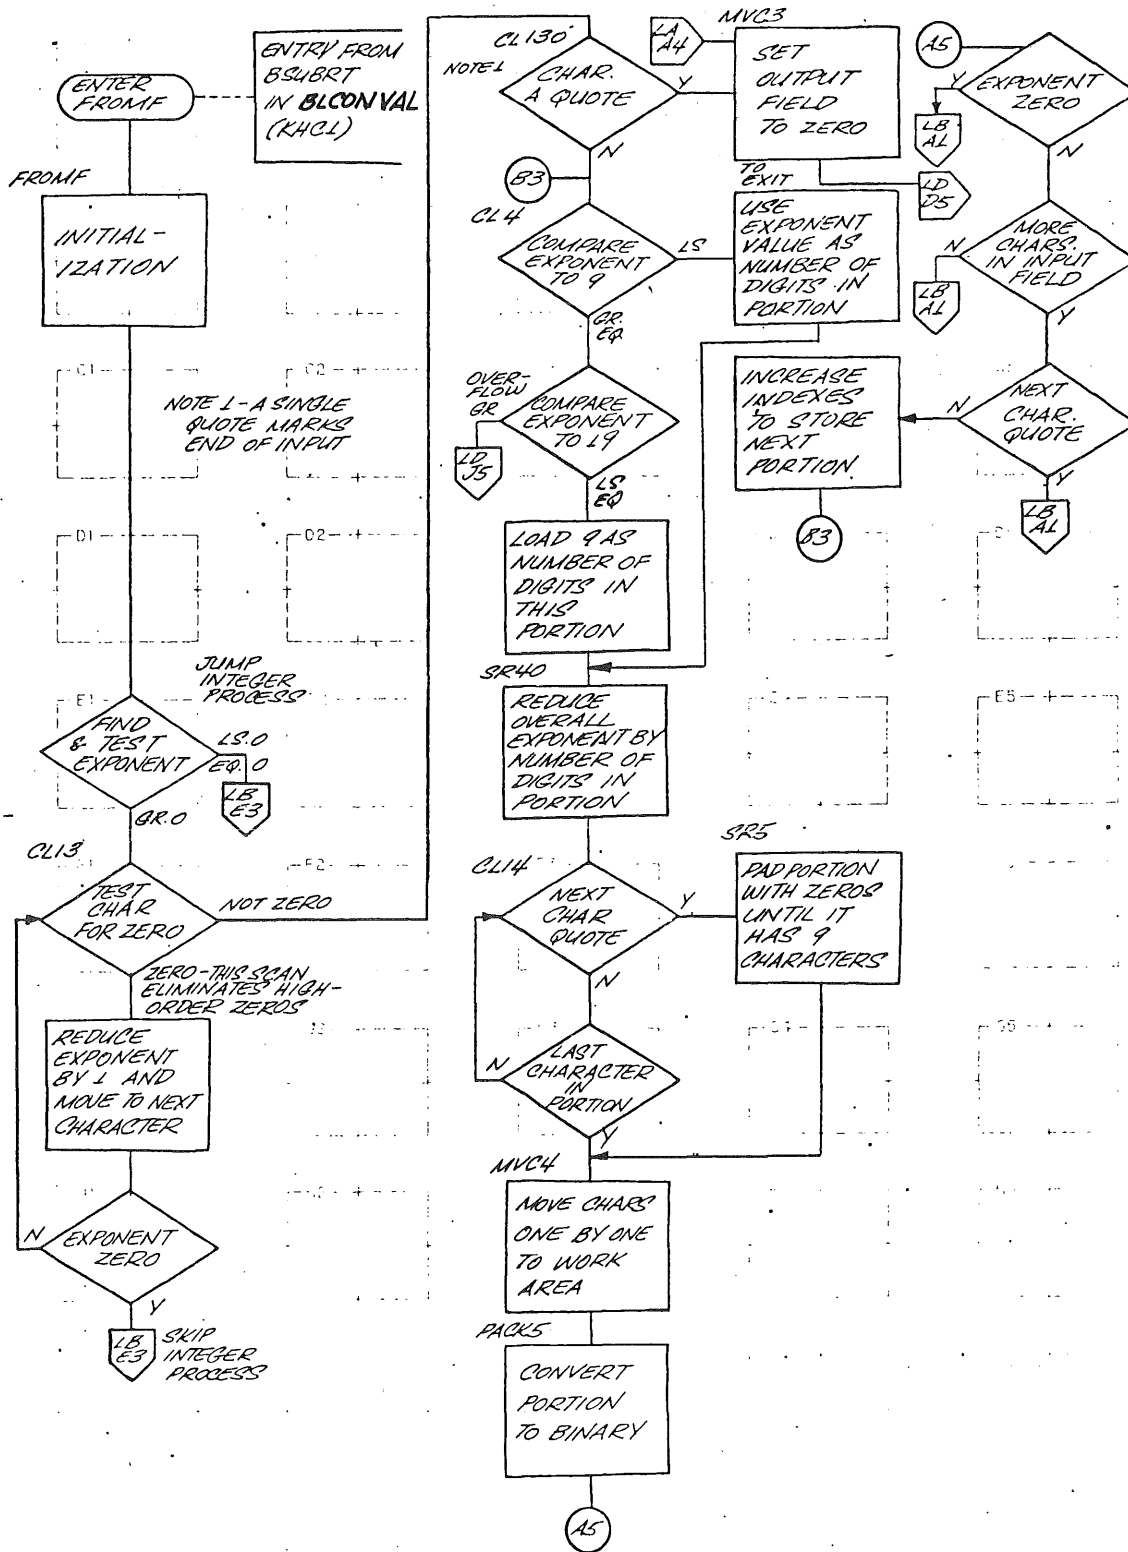 ENTER
FROMF
ENTRY FROM
BSUBRT
IN BLCONVAL
(KHC1)
FROMF
INITIAL-
IZATION
C1
C2
NOTE 1 - A SINGLE
QUOTE MARKS
END OF INPUT
D1
D2
JUMP
INTEGER
PROCESS
E1
FIND
& TEST
EXPONENT
LS.0
EQ.0
LB
E3
GR.0
CL13
F2
TEST
CHAR
FOR ZERO
NOT ZERO
ZERO-THIS SCAN
ELIMINATES HIGH-
ORDER ZEROS
REDUCE
EXPONENT
BY 1 AND
MOVE TO NEXT
CHARACTER
N
EXPONENT
ZERO
Y
LB
E3
SKIP
INTEGER
PROCESS
CL130
NOTE 1
CHAR.
A QUOTE
Y
N
B3
CL4
COMPARE
EXPONENT
TO 9
LS
GR.
EQ.
OVER-
FLOW
GR
COMPARE
EXPONENT
TO 19
LD
J5
LS
EQ
LOAD 9 AS
NUMBER OF
DIGITS IN
THIS
PORTION
SR40
REDUCE
OVERALL
EXPONENT BY
NUMBER OF
DIGITS IN
PORTION
CL14
NEXT
CHAR
QUOTE
Y
N
LAST
CHARACTER
IN
PORTION
N
Y
MVC4
MOVE CHARS
ONE BY ONE
TO WORK
AREA
PACK5
CONVERT
PORTION
TO BINARY
A5
LA
A4
MVC3
SET
OUTPUT
FIELD
TO ZERO
TO
EXIT
LD
D5
USE
EXPONENT
VALUE AS
NUMBER OF
DIGITS IN
PORTION
INCREASE
INDEXES
TO STORE
NEXT
PORTION
B3
SR5
PAD PORTION
WITH ZEROS
UNTIL IT
HAS 9
CHARACTERS
A5
Y
EXPONENT
ZERO
LB
A1
N
MORE
CHARS.
IN INPUT
FIELD
N
LB
A1
Y
NEXT
CHAR.
QUOTE
N
Y
LB
A1
E5